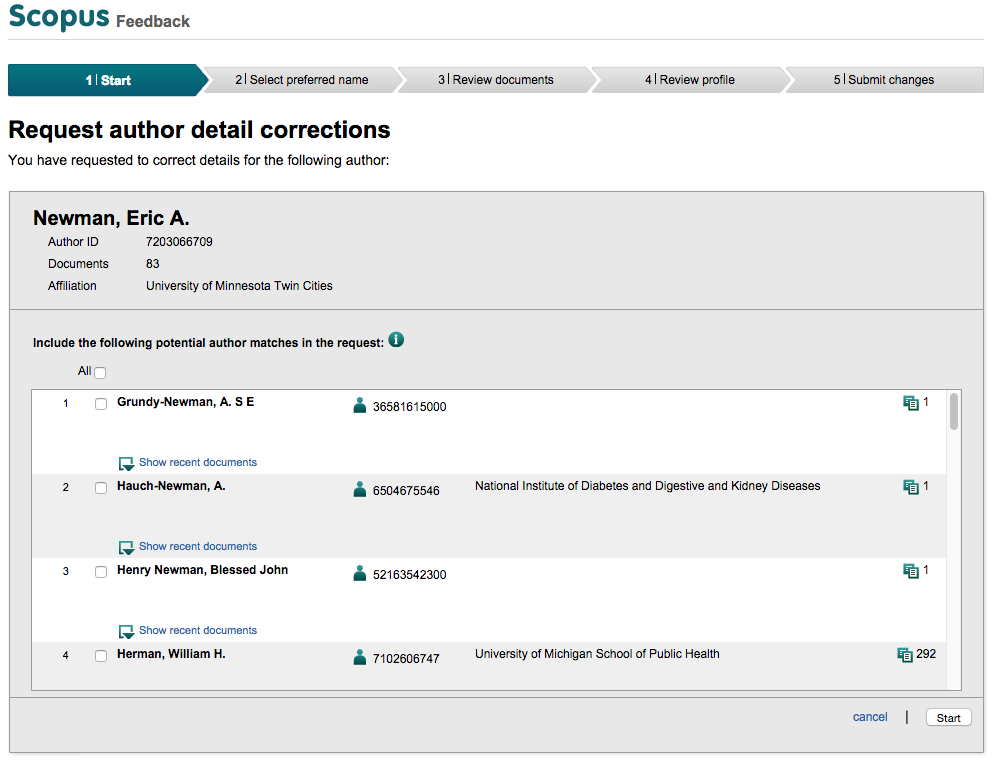 Scopus Feedback
1 | Start
2 | Select preferred name
3 | Review documents
4 | Review profile
5 | Submit changes
Request author detail corrections
You have requested to correct details for the following author:
Newman, Eric A.
Author ID 7203066709
Documents 83
Affiliation University of Minnesota Twin Cities
Include the following potential author matches in the request: i
All
1 Grundy-Newman, A. S E 36581615000 1
Show recent documents
2 Hauch-Newman, A. 6504675546 National Institute of Diabetes and Digestive and Kidney Diseases 1
Show recent documents
3 Henry Newman, Blessed John 52163542300 1
Show recent documents
4 Herman, William H. 7102606747 University of Michigan School of Public Health 292
cancel | Start